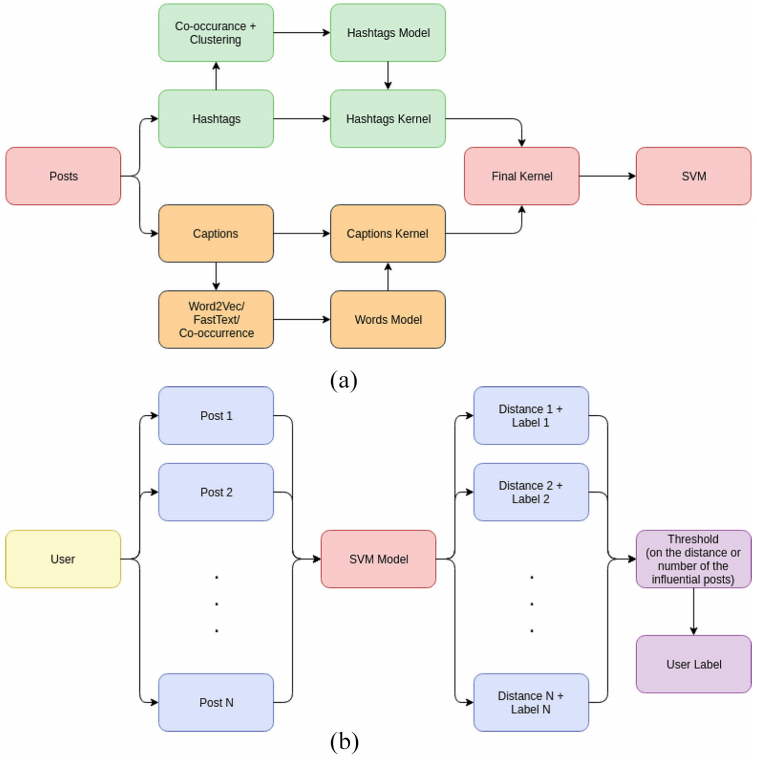 Co-occurance +
Clustering
Hashtags Model
Hashtags
Hashtags Kernel
Posts
Final Kernel
SVM
Captions
Captions Kernel
Word2Vec/
FastText/
Co-occurrence
Words Model
(a)
Post 1
Distance 1 +
Label 1
Post 2
Distance 2 +
Label 2
User
SVM Model
Threshold
(on the distance or
number of the
influential posts)
User Label
Post N
Distance N +
Label N
(b)